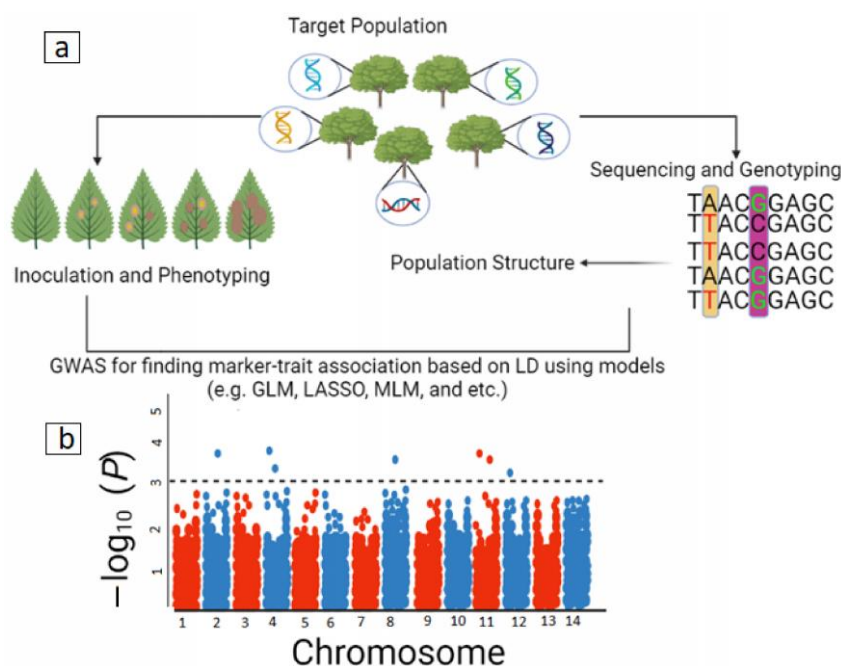 a
Target Population
Sequencing and Genotyping
TAACGGAGC
TTACCGAGC
TTACCGAGC
TAACGGAGC
TTACGGAGC
Inoculation and Phenotyping
Population Structure
GWAS for finding marker-trait association based on LD using models
(e.g. GLM, LASSO, MLM, and etc.)
b
5
4
3
2
1
−log₁₀ (P)
1 2 3 4 5 6 7 8 9 10 11 12 13 14
Chromosome